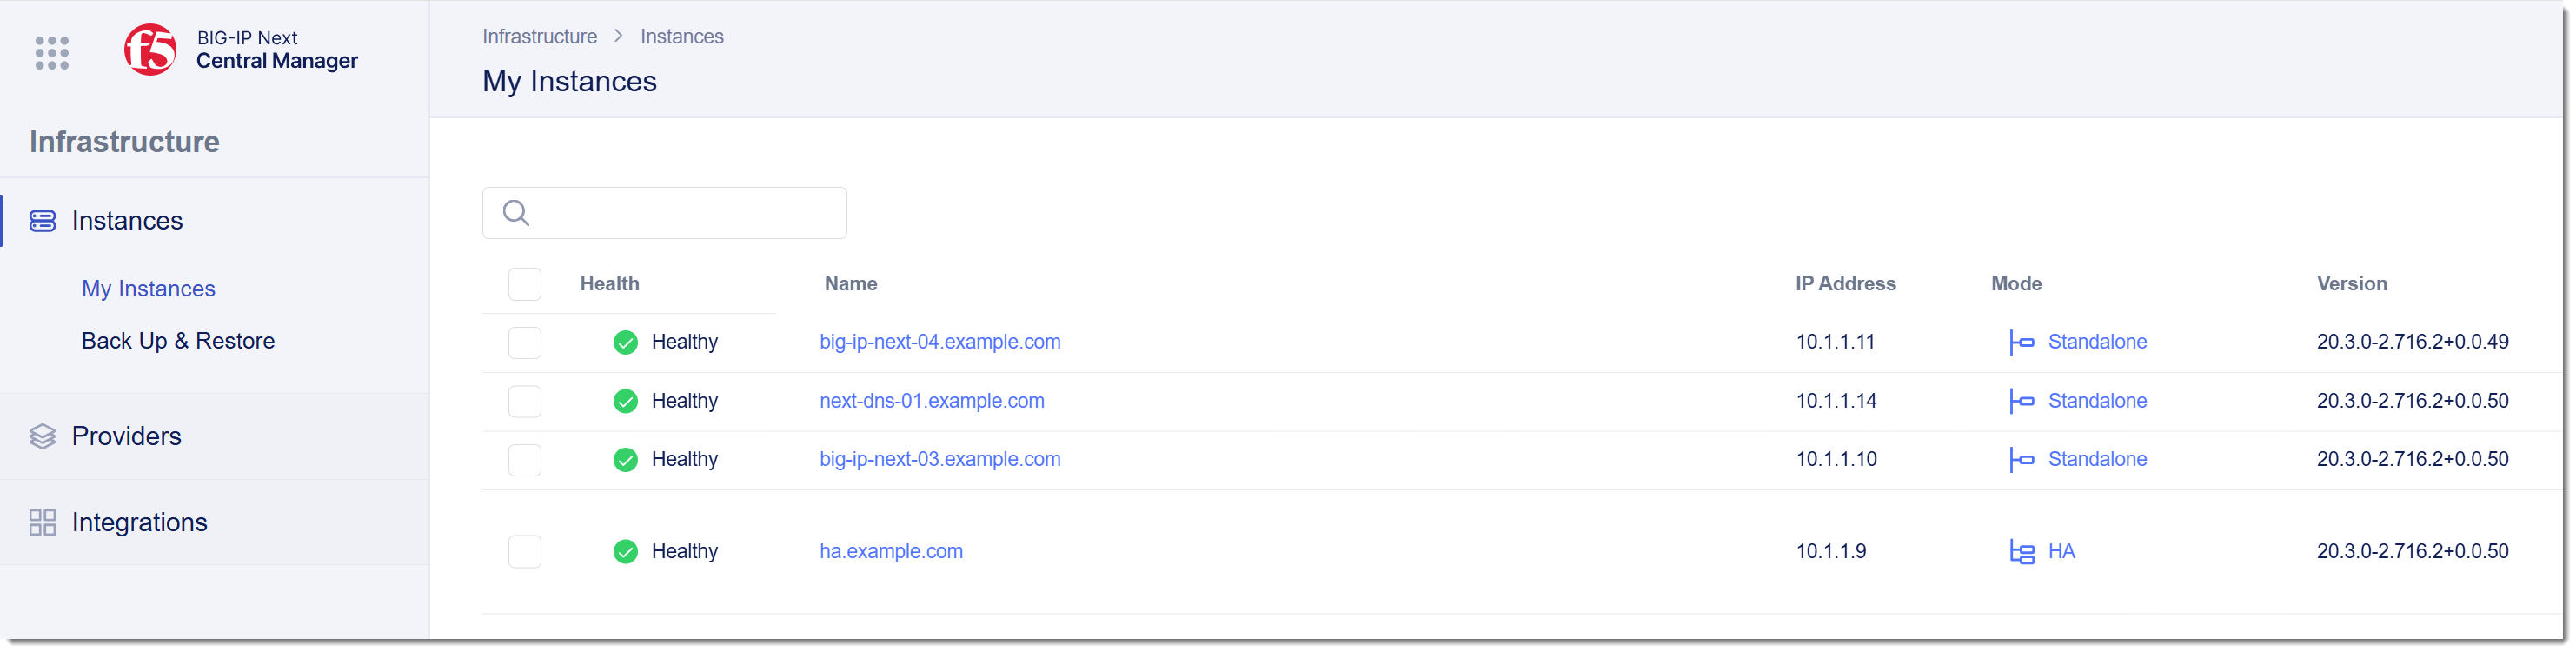 f5 BIG-IP Next
Central Manager
Infrastructure
Instances
My Instances
Back Up & Restore
Providers
Integrations
Infrastructure > Instances
My Instances
Health Name IP Address Mode Version
Healthy big-ip-next-04.example.com 10.1.1.11 Standalone 20.3.0-2.716.2+0.0.49
Healthy next-dns-01.example.com 10.1.1.14 Standalone 20.3.0-2.716.2+0.0.50
Healthy big-ip-next-03.example.com 10.1.1.10 Standalone 20.3.0-2.716.2+0.0.50
Healthy ha.example.com 10.1.1.9 HA 20.3.0-2.716.2+0.0.50